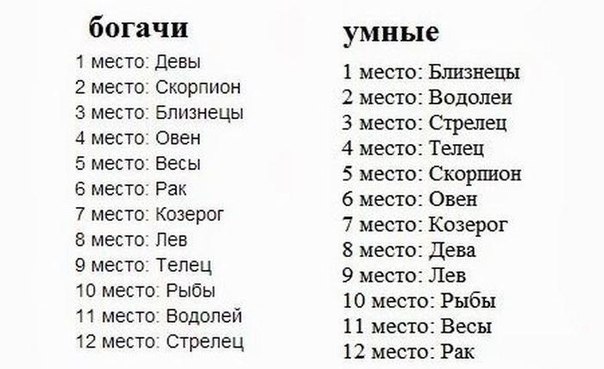 богачи
1 место: Девы
2 место: Скорпион
3 место: Близнецы
4 место: Овен
5 место: Весы
6 место: Рак
7 место: Козерог
8 место: Лев
9 место: Телец
10 место: Рыбы
11 место: Водолей
12 место: Стрелец
умные
1 место: Близнецы
2 место: Водолеи
3 место: Стрелец
4 место: Телец
5 место: Скорпион
6 место: Овен
7 место: Козерог
8 место: Дева
9 место: Лев
10 место: Рыбы
11 место: Весы
12 место: Рак